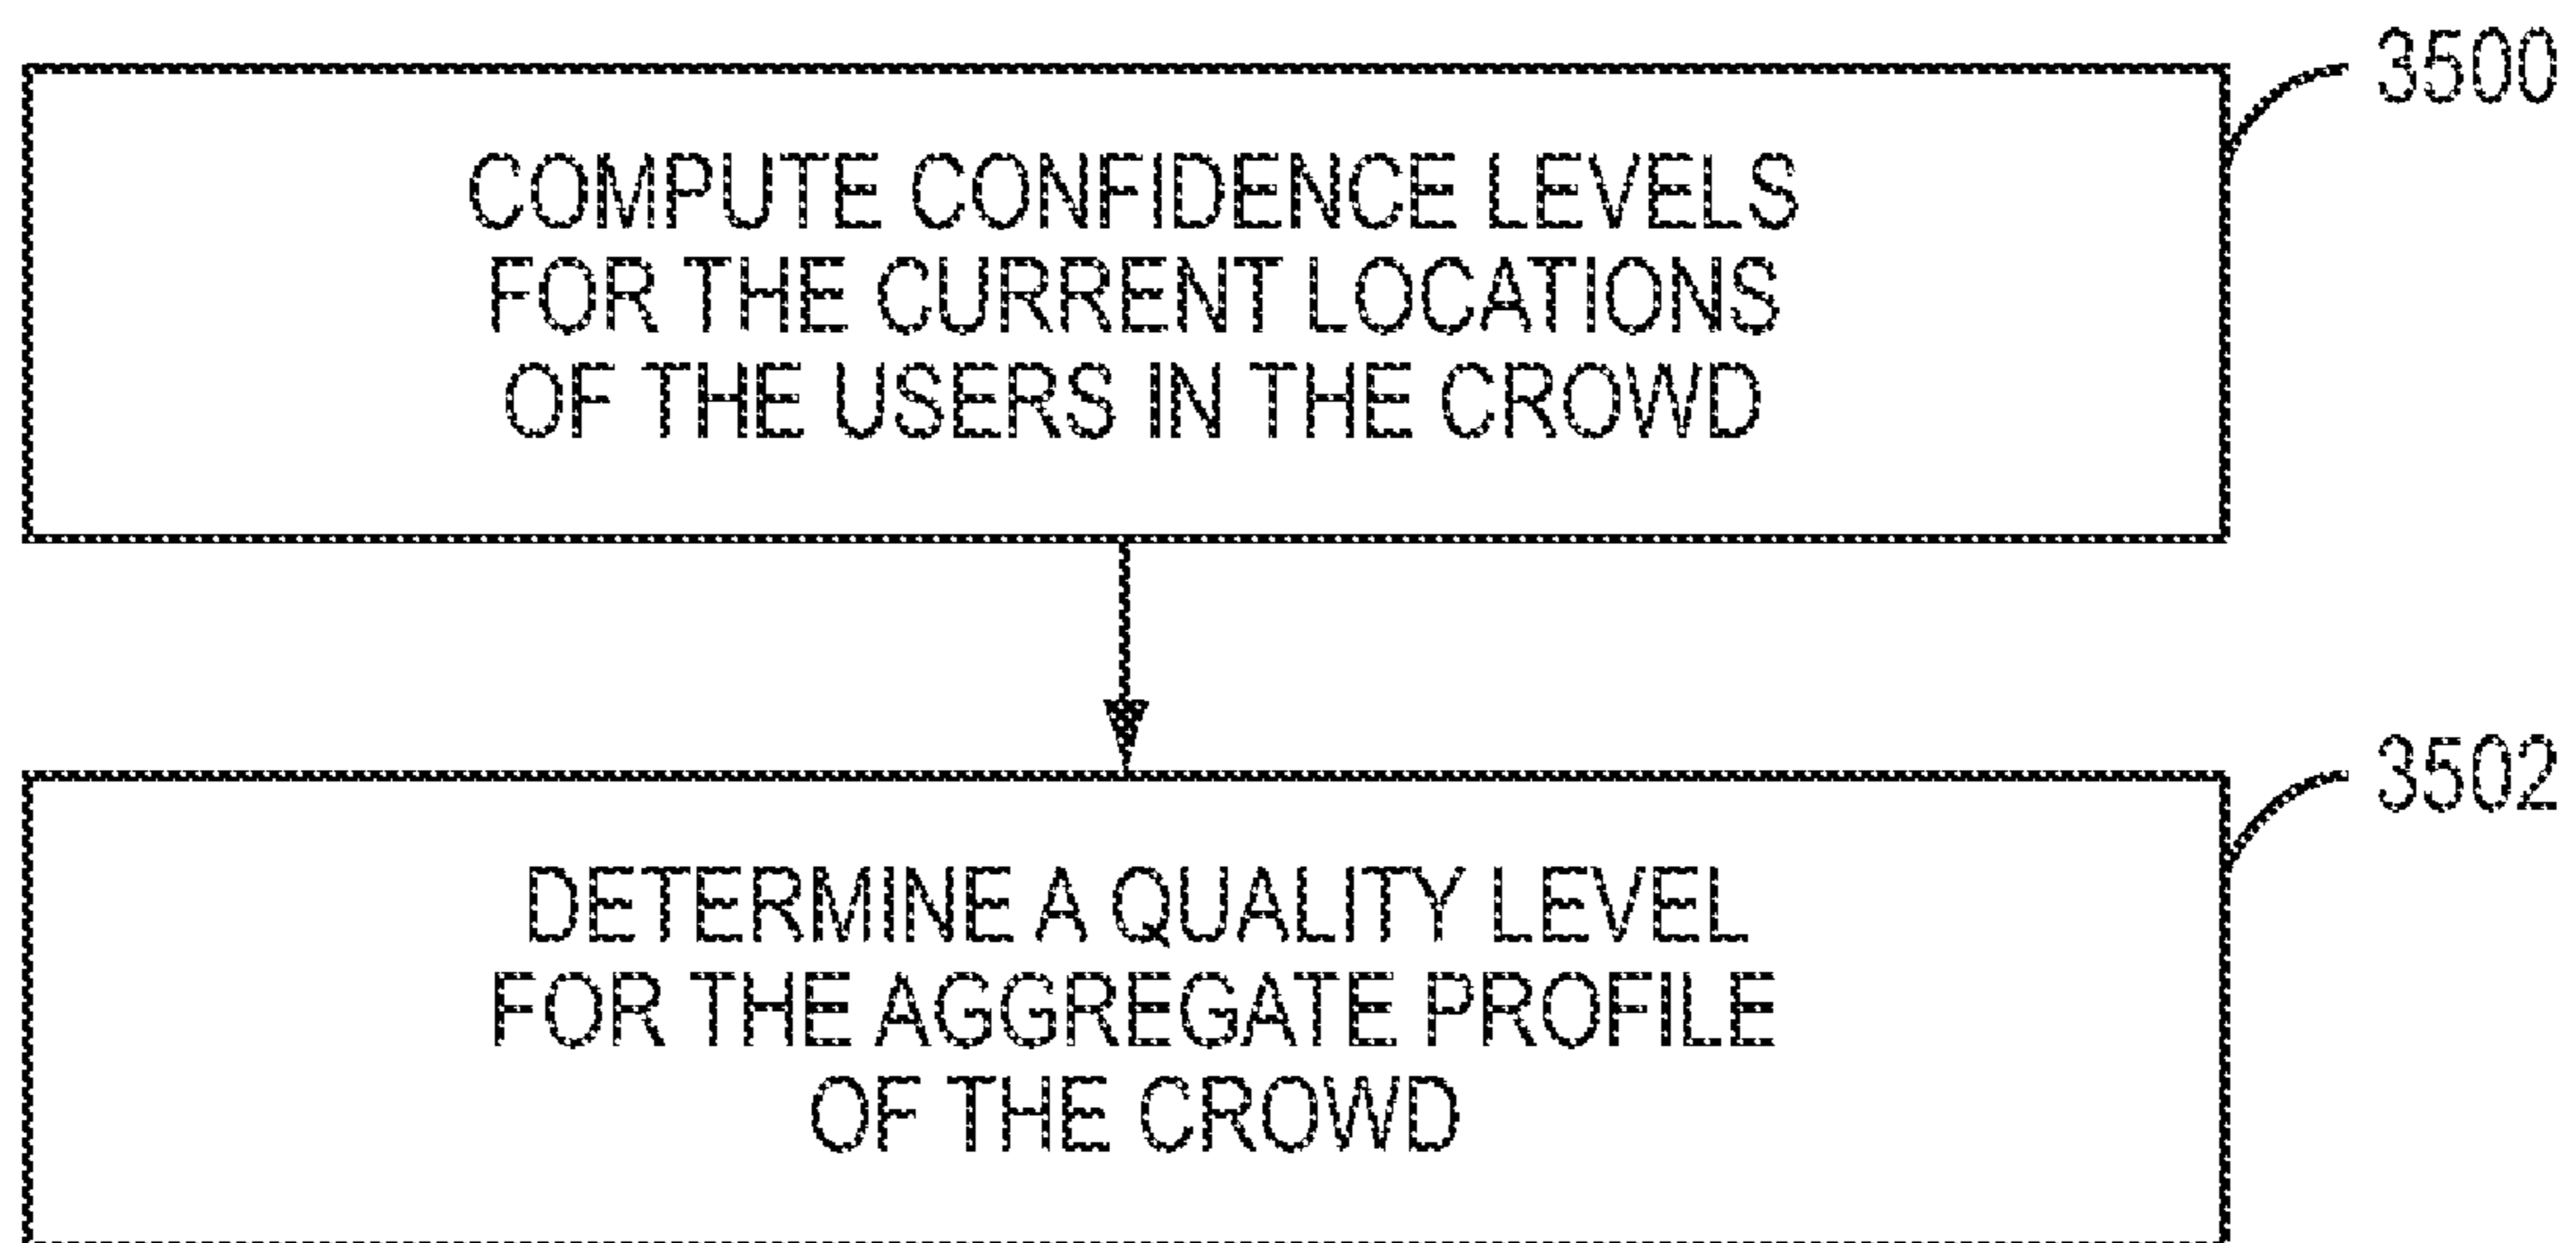 3500
COMPUTE CONFIDENCE LEVELS
FOR THE CURRENT LOCATIONS
OF THE USERS IN THE CROWD
3502
DETERMINE A QUALITY LEVEL
FOR THE AGGREGATE PROFILE
OF THE CROWD